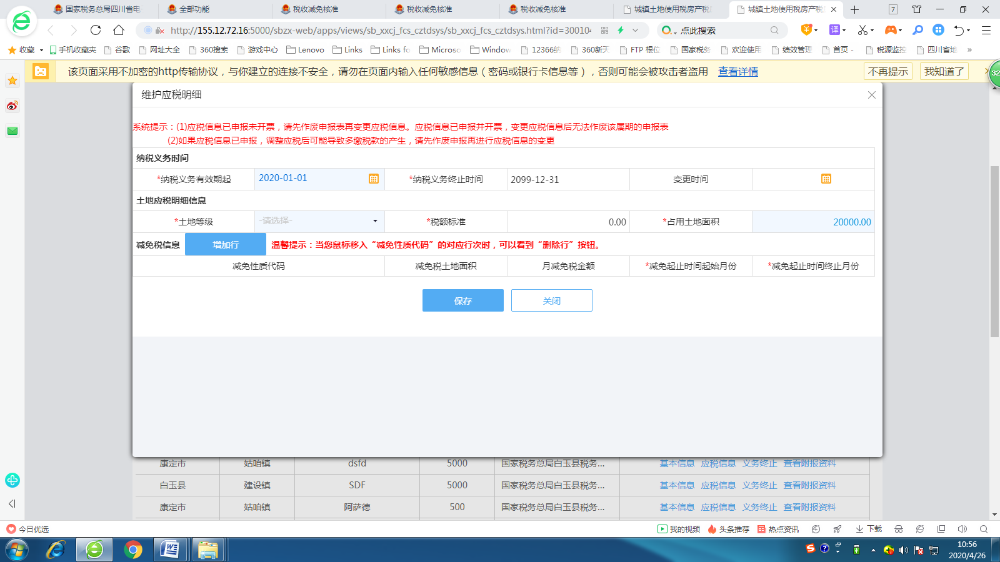 国家税务总局四川省电子
全部功能
税收减免核准
税收减免核准
税收减免核准
城镇土地使用税房产税
城镇土地使用税房产税
7
http://155.12.72.16:5000/sbzx-web/apps/views/sb_xxcj_fcs_cztdsys/sb_xxcj_fcs_cztdsys.html?id=30010
点此搜索
译
收藏
手机收藏夹
谷歌
网址大全
360搜索
游戏中心
Lenovo
Links
Links fo
Microso
Window
12366纳
360新天
FTP 根位
国家税务
欢迎使用
绩效管理
首页 -
税源监控
四川省地
»
该页面采用不加密的http传输协议，与你建立的连接不安全，请勿在页面内输入任何敏感信息（密码或银行卡信息等），否则可能会被攻击者盗用 查看详情
不再提示
我知道了
32
维护应税明细
系统提示：(1)应税信息已申报未开票，请先作废申报表再变更应税信息。应税信息已申报并开票，变更应税信息后无法作废该属期的申报表
(2)如果应税信息已申报，调整应税后可能导致多缴税款的产生，请先作废申报再进行应税信息的变更
纳税义务时间
*纳税义务有效期起 2020-01-01 *纳税义务终止时间 2099-12-31 变更时间
土地应税明细信息
*土地等级 -请选择- *税额标准 0.00 *占用土地面积 20000.00
减免税信息 增加行 温馨提示：当您鼠标移入“减免性质代码”的对应行次时，可以看到“删除行”按钮。
减免性质代码 减免税土地面积 月减免税金额 *减免起止时间起始月份 *减免起止时间终止月份
保存 关闭
康定市 姑咱镇 dsfd 5000 国家税务总局白玉县税务... 基本信息 应税信息 义务终止 查看附报资料
白玉县 建设镇 SDF 5000 国家税务总局白玉县税务... 基本信息 应税信息 义务终止 查看附报资料
康定市 姑咱镇 阿萨德 500 国家税务总局白玉县税务... 基本信息 应税信息 义务终止 查看附报资料
今日优选
我的视频
头条推荐
热点资讯
下载
10:56
2020/4/26